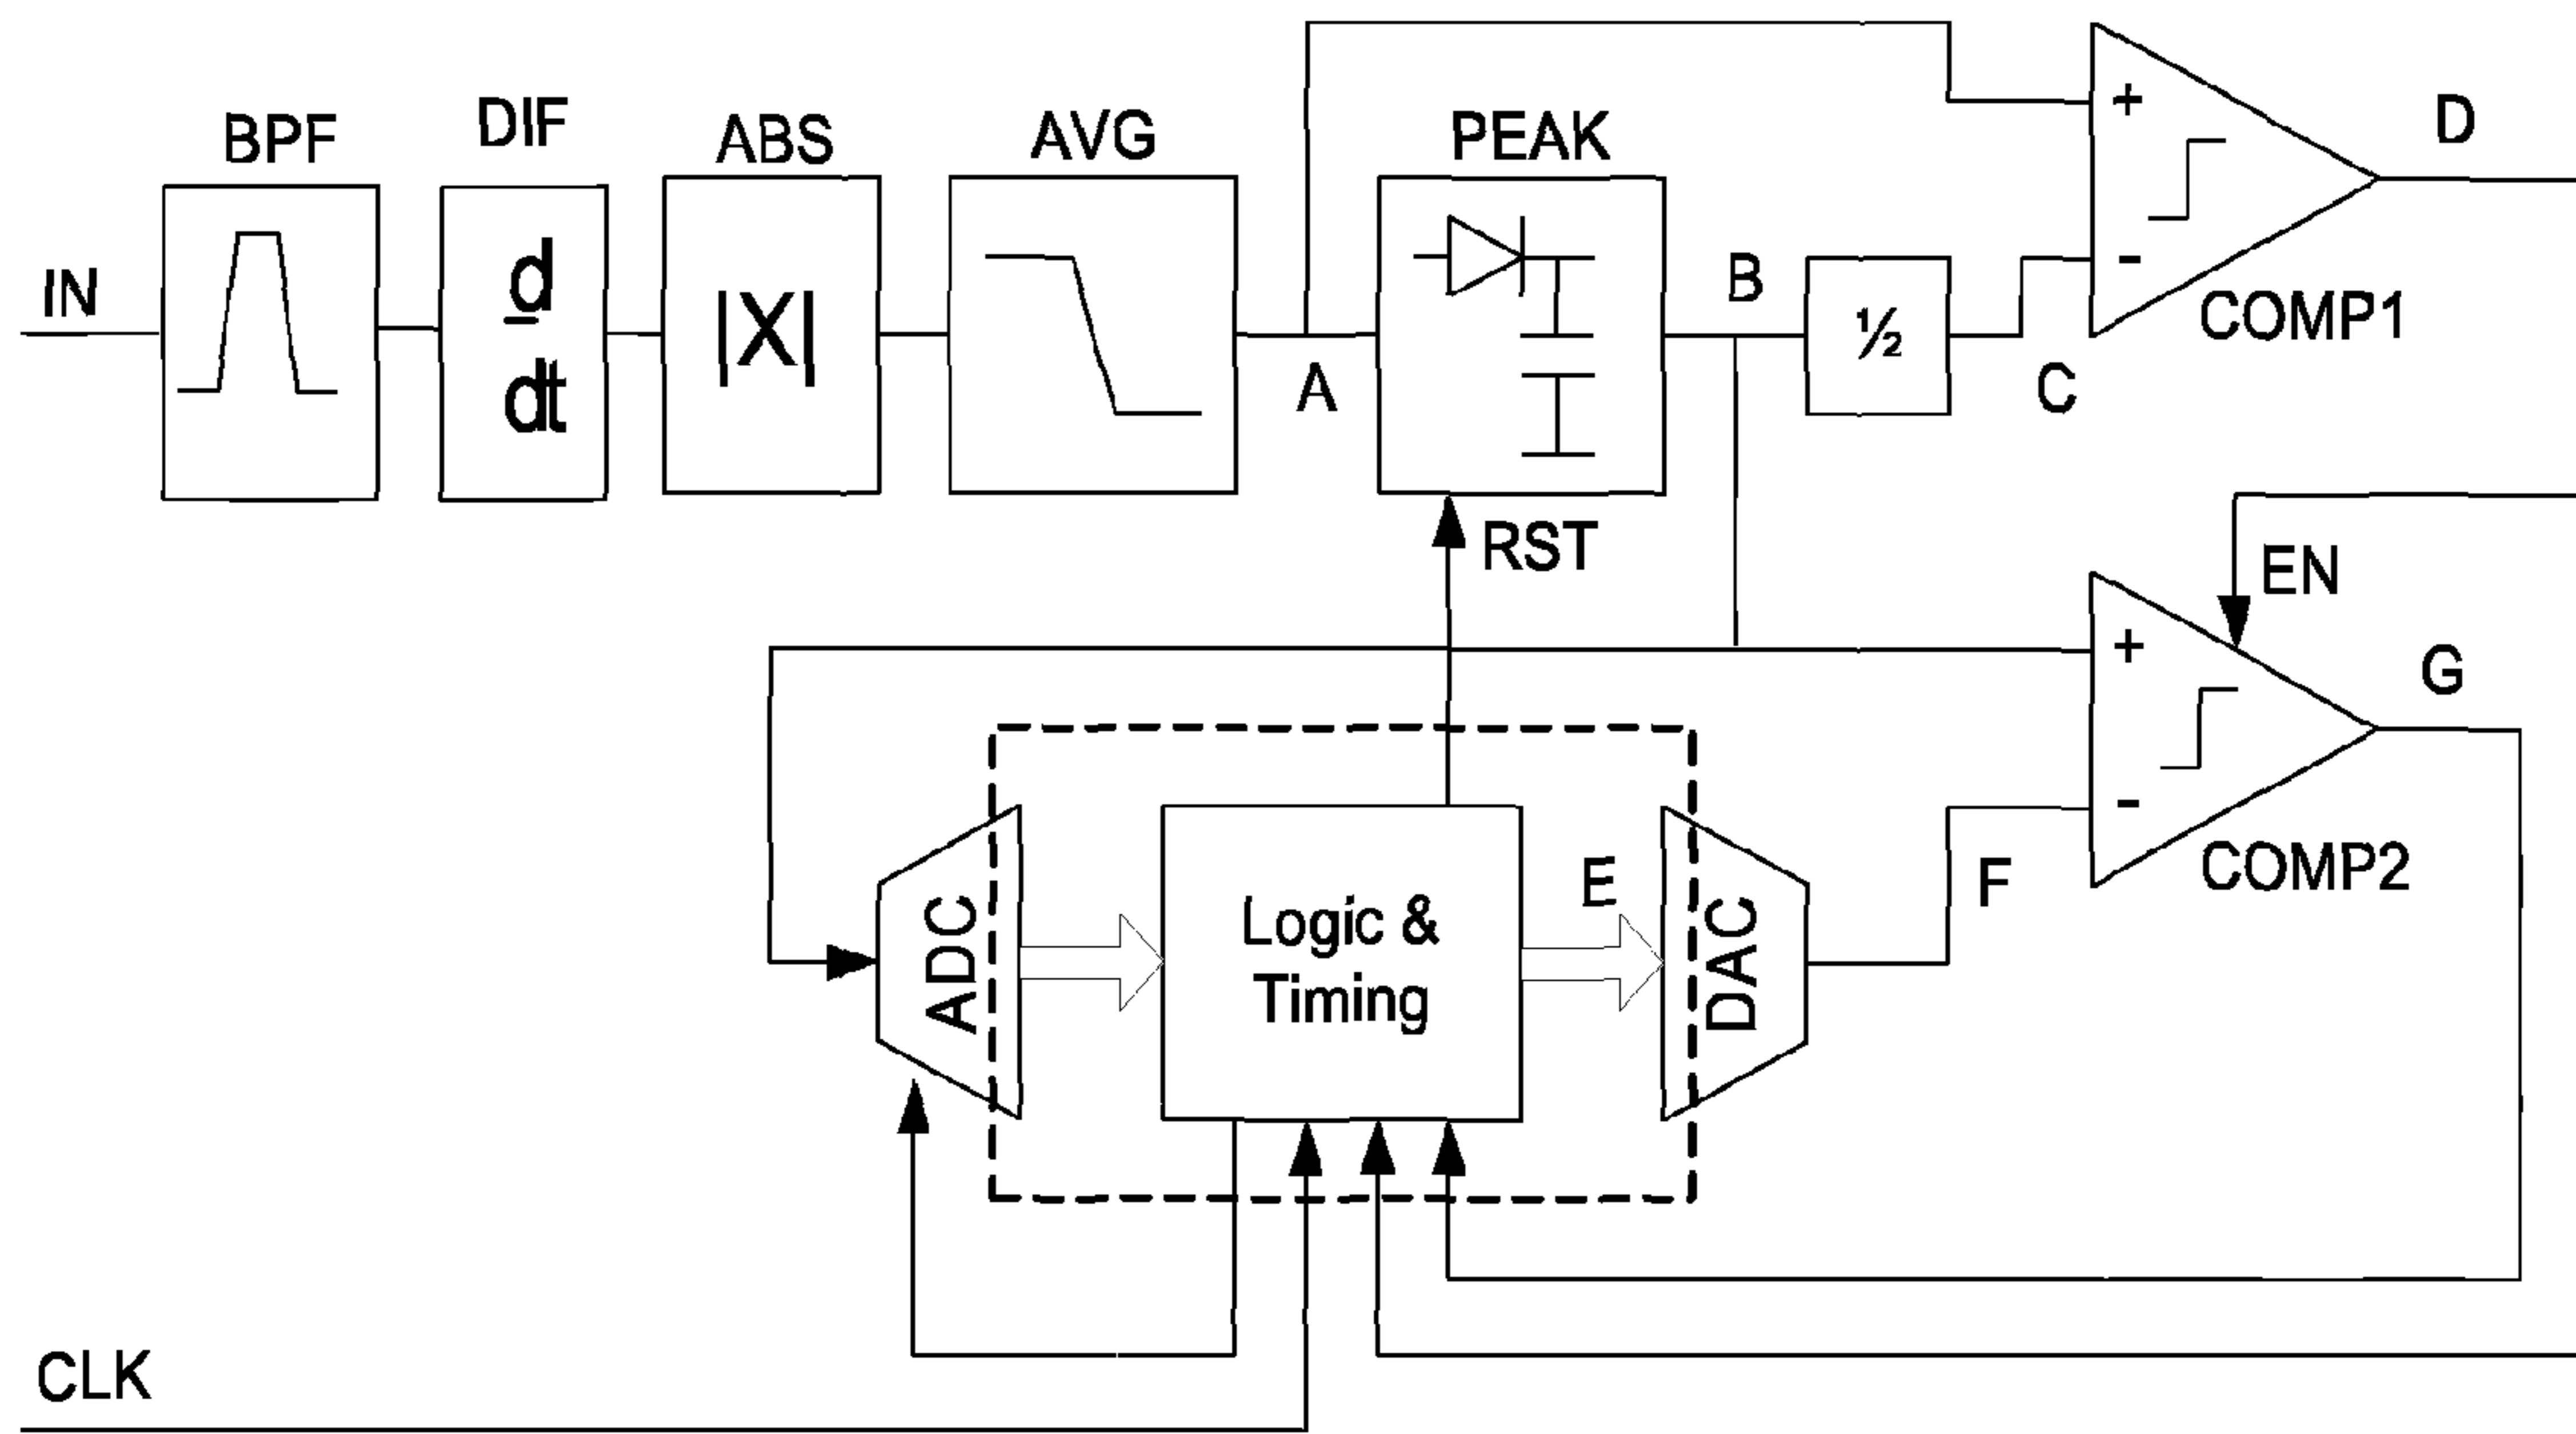 BPF
DIF
ABS
AVG
PEAK
D
IN
d
dt
|X|
+
-
COMP1
A
B
½
C
RST
EN
+
-
G
COMP2
ADC
Logic &
Timing
E
DAC
F
CLK